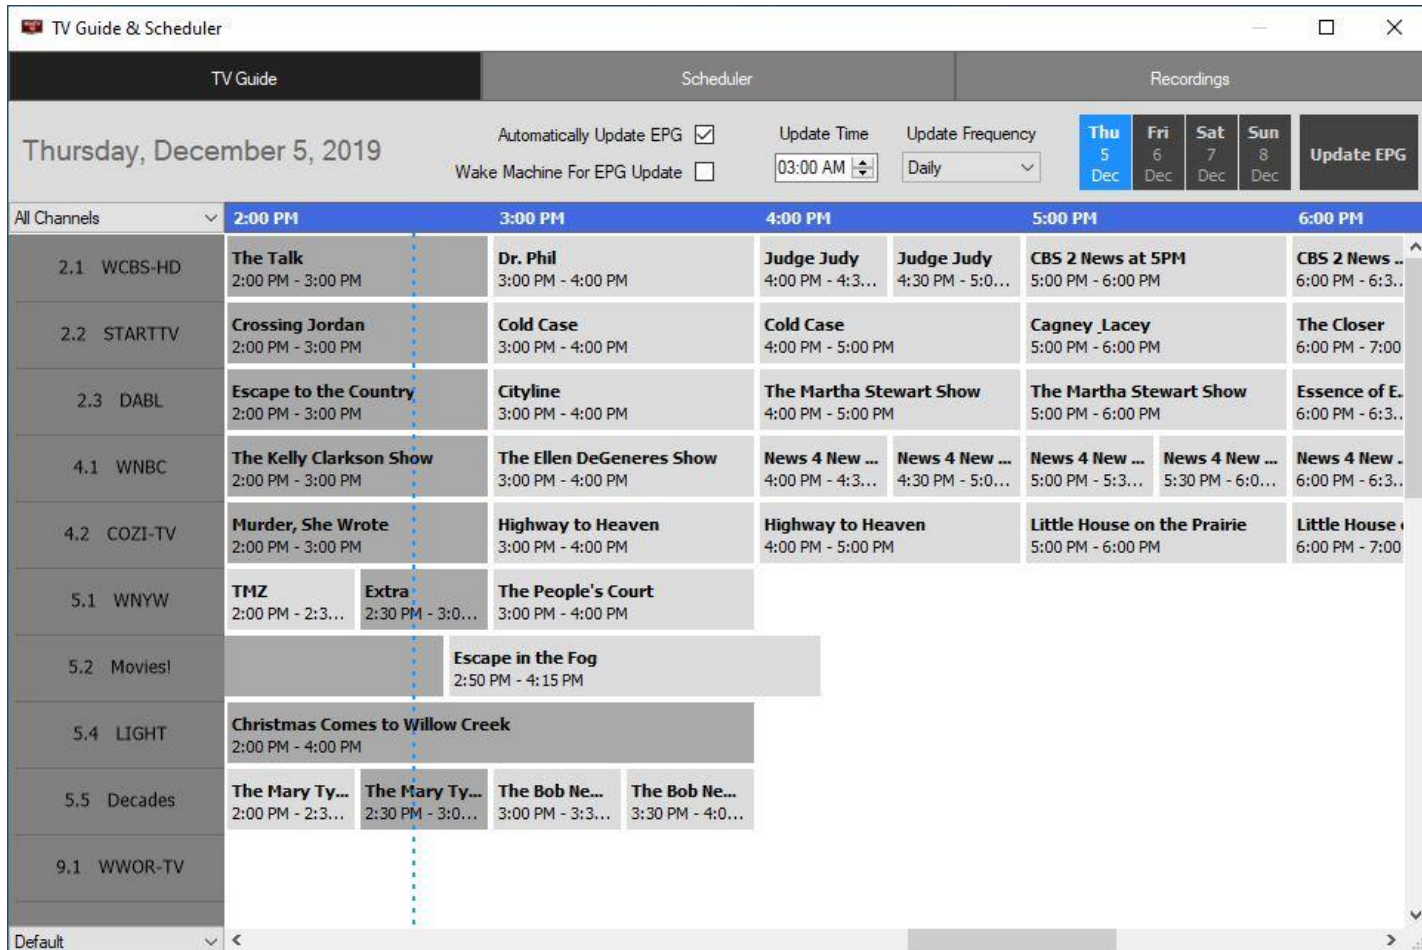 TV Guide & Scheduler
TV Guide
Scheduler
Recordings
Thursday, December 5, 2019
Automatically Update EPG
Wake Machine For EPG Update
Update Time
03:00 AM
Update Frequency
Daily
Thu
5
Dec
Fri
6
Dec
Sat
7
Dec
Sun
8
Dec
Update EPG
All Channels
2:00 PM
3:00 PM
4:00 PM
5:00 PM
6:00 PM
2.1 WCBS-HD
The Talk
2:00 PM - 3:00 PM
Dr. Phil
3:00 PM - 4:00 PM
Judge Judy
4:00 PM - 4:3...
Judge Judy
4:30 PM - 5:0...
CBS 2 News at 5PM
5:00 PM - 6:00 PM
CBS 2 News ..
6:00 PM - 6:3..
2.2 STARTTV
Crossing Jordan
2:00 PM - 3:00 PM
Cold Case
3:00 PM - 4:00 PM
Cold Case
4:00 PM - 5:00 PM
Cagney _Lacey
5:00 PM - 6:00 PM
The Closer
6:00 PM - 7:00
2.3 DABL
Escape to the Country
2:00 PM - 3:00 PM
Cityline
3:00 PM - 4:00 PM
The Martha Stewart Show
4:00 PM - 5:00 PM
The Martha Stewart Show
5:00 PM - 6:00 PM
Essence of E..
6:00 PM - 6:3..
4.1 WNBC
The Kelly Clarkson Show
2:00 PM - 3:00 PM
The Ellen DeGeneres Show
3:00 PM - 4:00 PM
News 4 New ...
4:00 PM - 4:3...
News 4 New ...
4:30 PM - 5:0...
News 4 New ...
5:00 PM - 5:3...
News 4 New ...
5:30 PM - 6:0...
News 4 New ..
6:00 PM - 6:3..
4.2 COZI-TV
Murder, She Wrote
2:00 PM - 3:00 PM
Highway to Heaven
3:00 PM - 4:00 PM
Highway to Heaven
4:00 PM - 5:00 PM
Little House on the Prairie
5:00 PM - 6:00 PM
Little House
6:00 PM - 7:00
5.1 WNYW
TMZ
2:00 PM - 2:3...
Extra
2:30 PM - 3:0...
The People's Court
3:00 PM - 4:00 PM
5.2 Movies!
Escape in the Fog
2:50 PM - 4:15 PM
5.4 LIGHT
Christmas Comes to Willow Creek
2:00 PM - 4:00 PM
5.5 Decades
The Mary Ty...
2:00 PM - 2:3...
The Mary Ty...
2:30 PM - 3:0...
The Bob Ne...
3:00 PM - 3:3...
The Bob Ne...
3:30 PM - 4:0...
9.1 WWOR-TV
Default